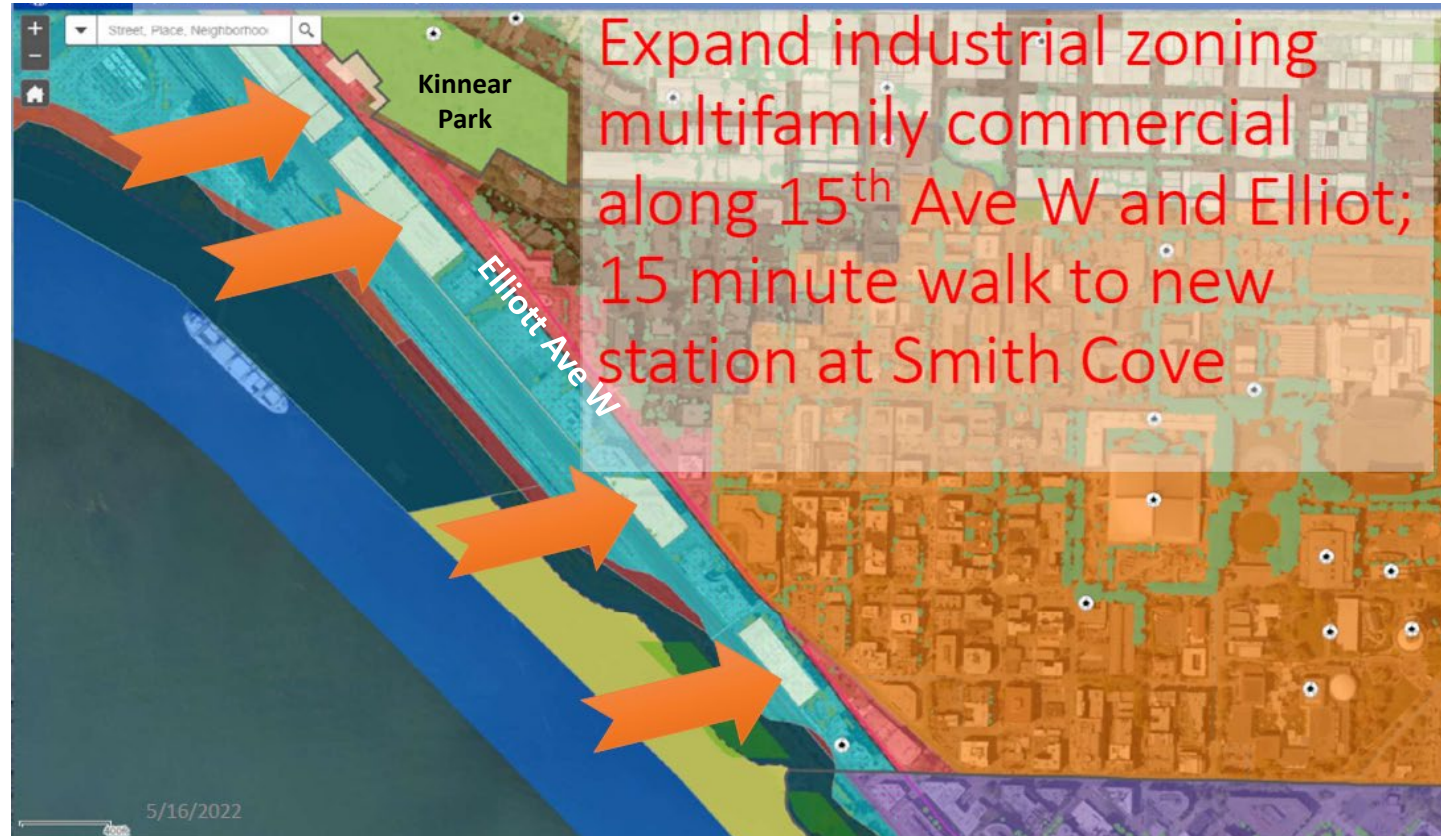 +
−
Street, Place, Neighborhoo
Kinnear
Park
Expand industrial zoning
multifamily commercial
along 15th Ave W and Elliot;
15 minute walk to new
station at Smith Cove
Elliott Ave W
5/16/2022